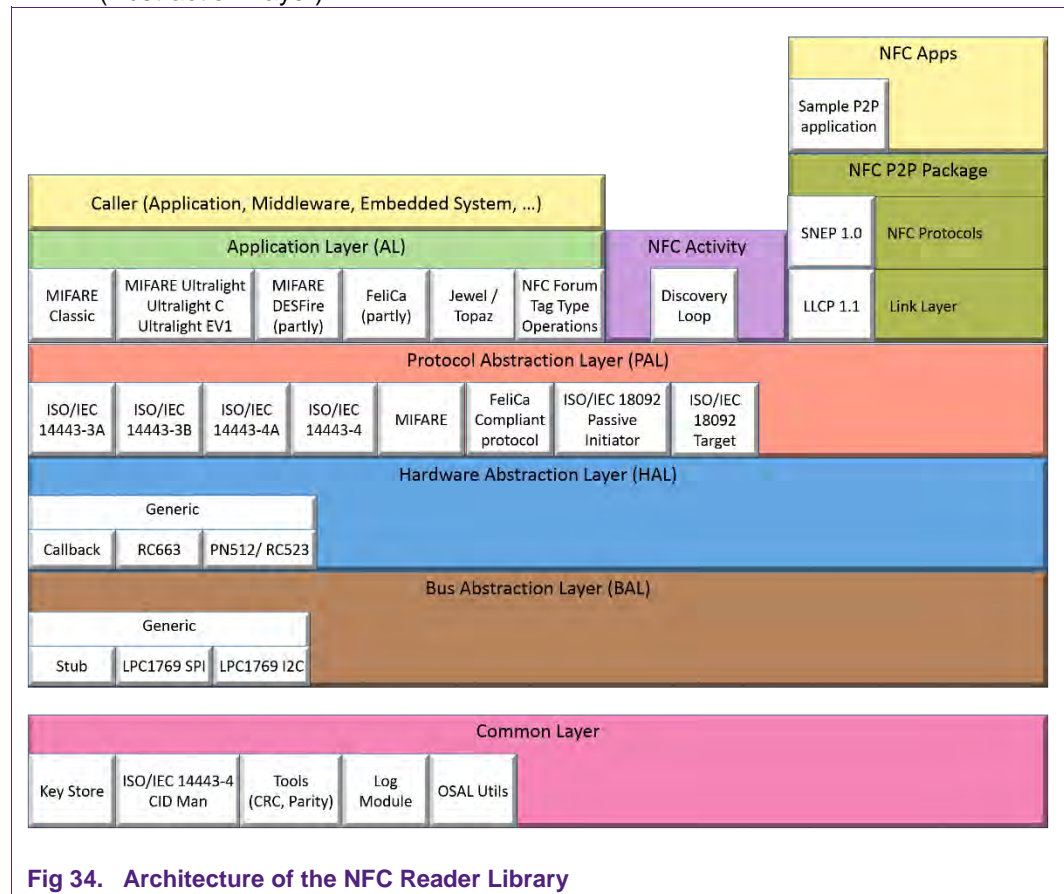 NFC Apps
Sample P2P
application
NFC P2P Package
Caller (Application, Middleware, Embedded System, ...)
SNEP 1.0
NFC Protocols
Application Layer (AL)
NFC Activity
MIFARE
Classic
MIFARE Ultralight
Ultralight C
Ultralight EV1
MIFARE
DESFire
(partly)
FeliCa
(partly)
Jewel /
Topaz
NFC Forum
Tag Type
Operations
Discovery
Loop
LLCP 1.1
Link Layer
Protocol Abstraction Layer (PAL)
ISO/IEC
14443-3A
ISO/IEC
14443-3B
ISO/IEC
14443-4A
ISO/IEC
14443-4
MIFARE
FeliCa
Compliant
protocol
ISO/IEC 18092
Passive
Initiator
ISO/IEC
18092
Target
Hardware Abstraction Layer (HAL)
Generic
Callback
RC663
PN512/ RC523
Bus Abstraction Layer (BAL)
Generic
Stub
LPC1769 SPI
LPC1769 I2C
Common Layer
Key Store
ISO/IEC 14443-4
CID Man
Tools
(CRC, Parity)
Log
Module
OSAL Utils
Fig 34. Architecture of the NFC Reader Library